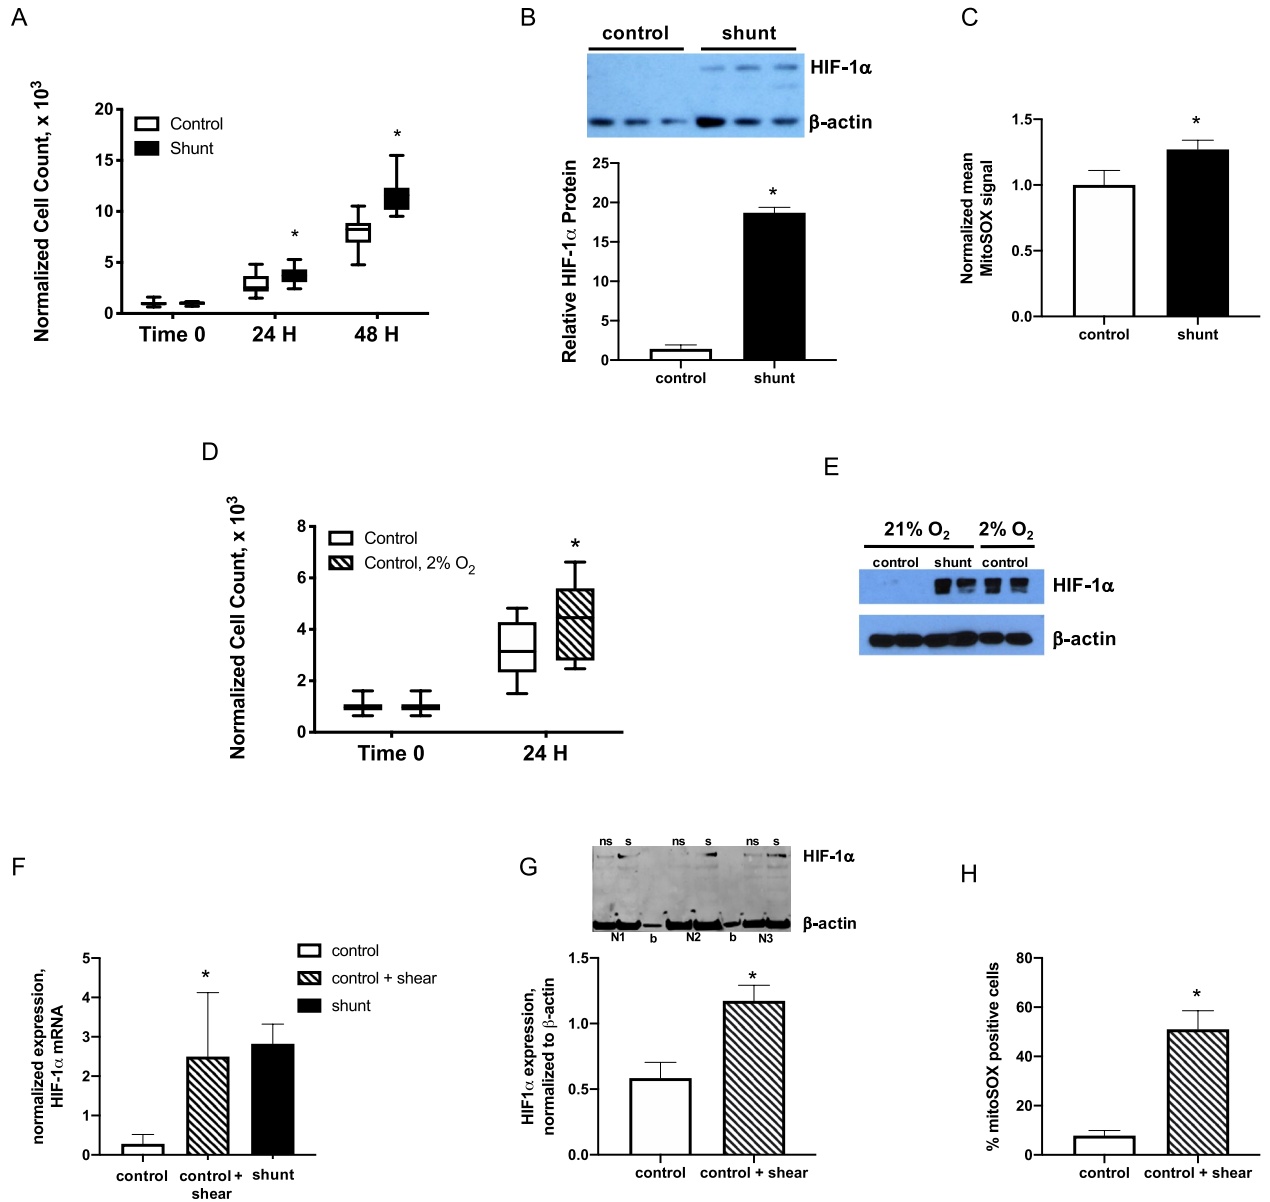 A
Normalized Cell Count, x 10³
20
15
10
5
0
Control
Shunt
*
*
Time 0
24 H
48 H
B
control
shunt
HIF-1α
β-actin
Relative HIF-1α Protein
25
20
15
10
5
0
*
control
shunt
C
Normalized mean
MitoSOX signal
1.5
1.0
0.5
0.0
*
control
shunt
D
Normalized Cell Count, x 10³
8
6
4
2
0
Control
Control, 2% O₂
*
Time 0
24 H
E
21% O₂
2% O₂
control
shunt
control
HIF-1α
β-actin
F
normalized expression,
HIF-1α mRNA
5
4
3
2
1
0
*
control
control + shear
shunt
control
control +
shear
shunt
G
ns
s
ns
s
ns
s
HIF-1α
β-actin
N1
b
N2
b
N3
HIF1α expression,
normalized to β-actin
1.5
1.0
0.5
0.0
*
control
control + shear
H
% mitoSOX positive cells
80
60
40
20
0
*
control
control + shear